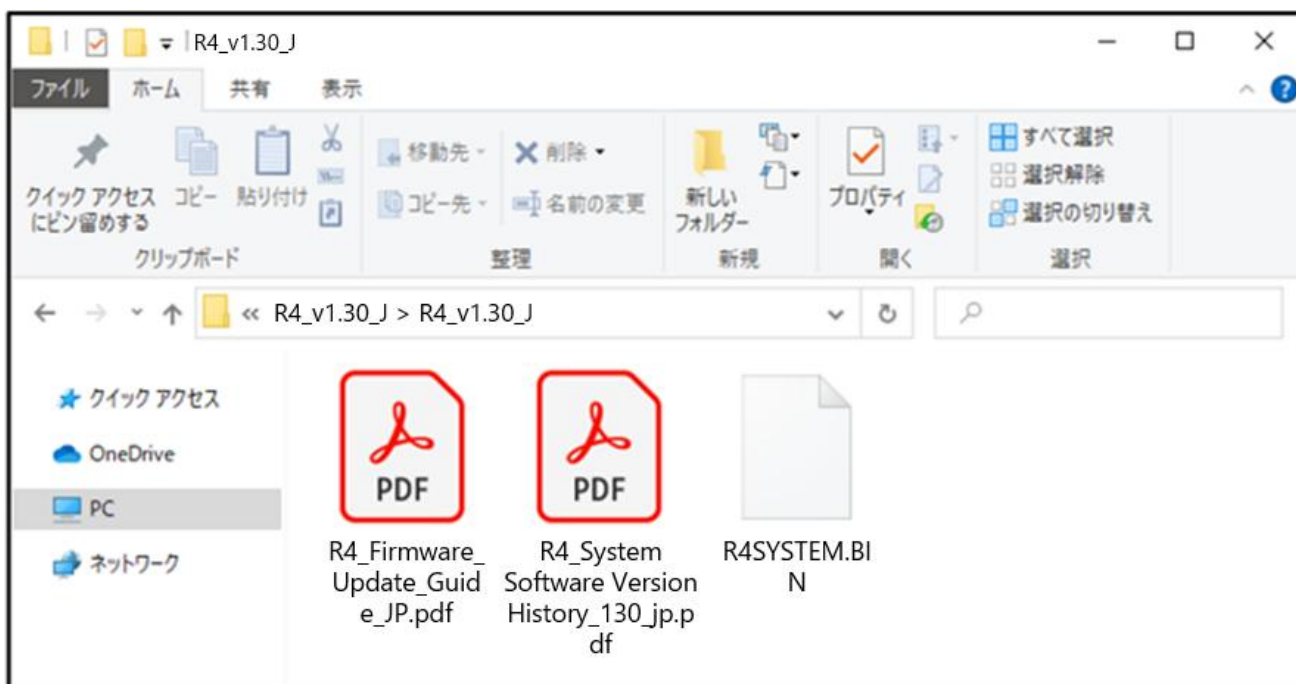 R4_v1.30_J
ファイル ホーム 共有 表示
クイック アクセス
にピン留めする
コピー
貼り付け
移動先
コピー先
削除
名前の変更
新しい
フォルダー
プロパティ
すべて選択
選択解除
選択の切り替え
クリップボード 整理 新規 開く 選択
« R4_v1.30_J > R4_v1.30_J
クイック アクセス
OneDrive
PC
ネットワーク
PDF
R4_Firmware_
Update_Guid
e_JP.pdf
PDF
R4_System
Software Version
History_130_jp.p
df
R4SYSTEM.BI
N